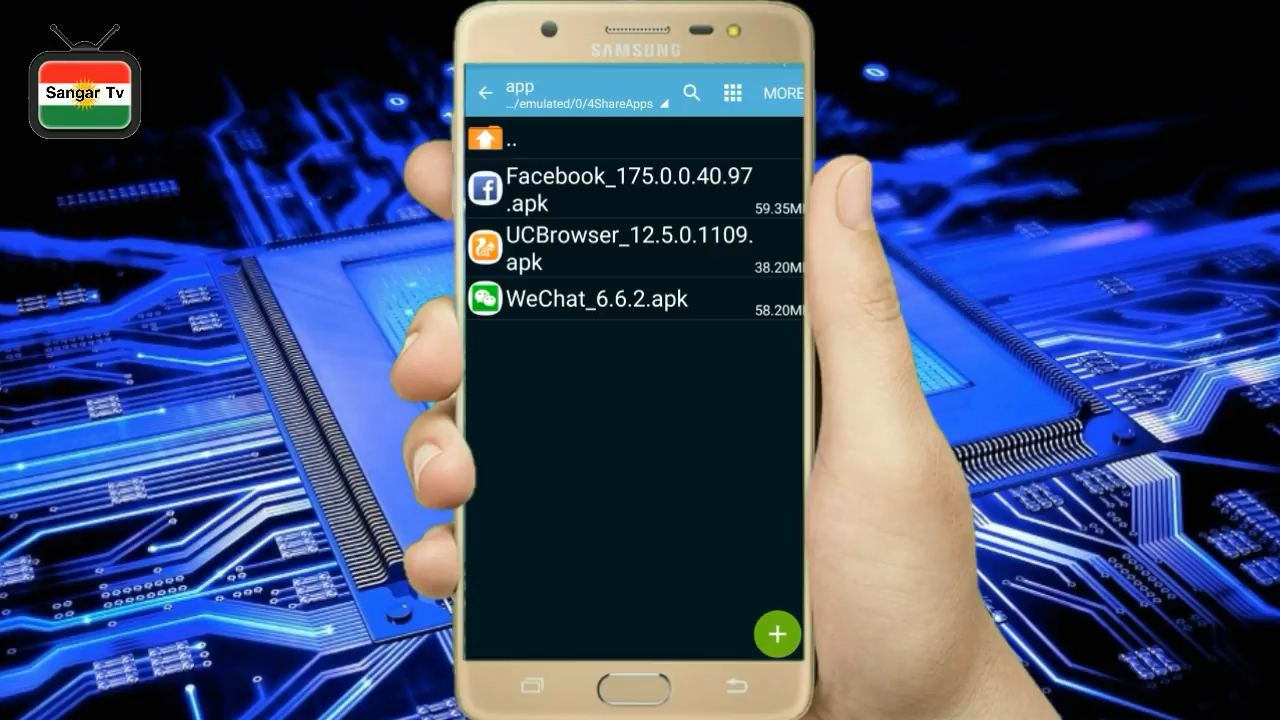 Sangar Tv
SAMSUNG
app
.../emulated/0/4ShareApps
MORE
..
Facebook_175.0.0.40.97
.apk
59.35M
UCBrowser_12.5.0.1109.
apk
38.20M
WeChat_6.6.2.apk
58.20M